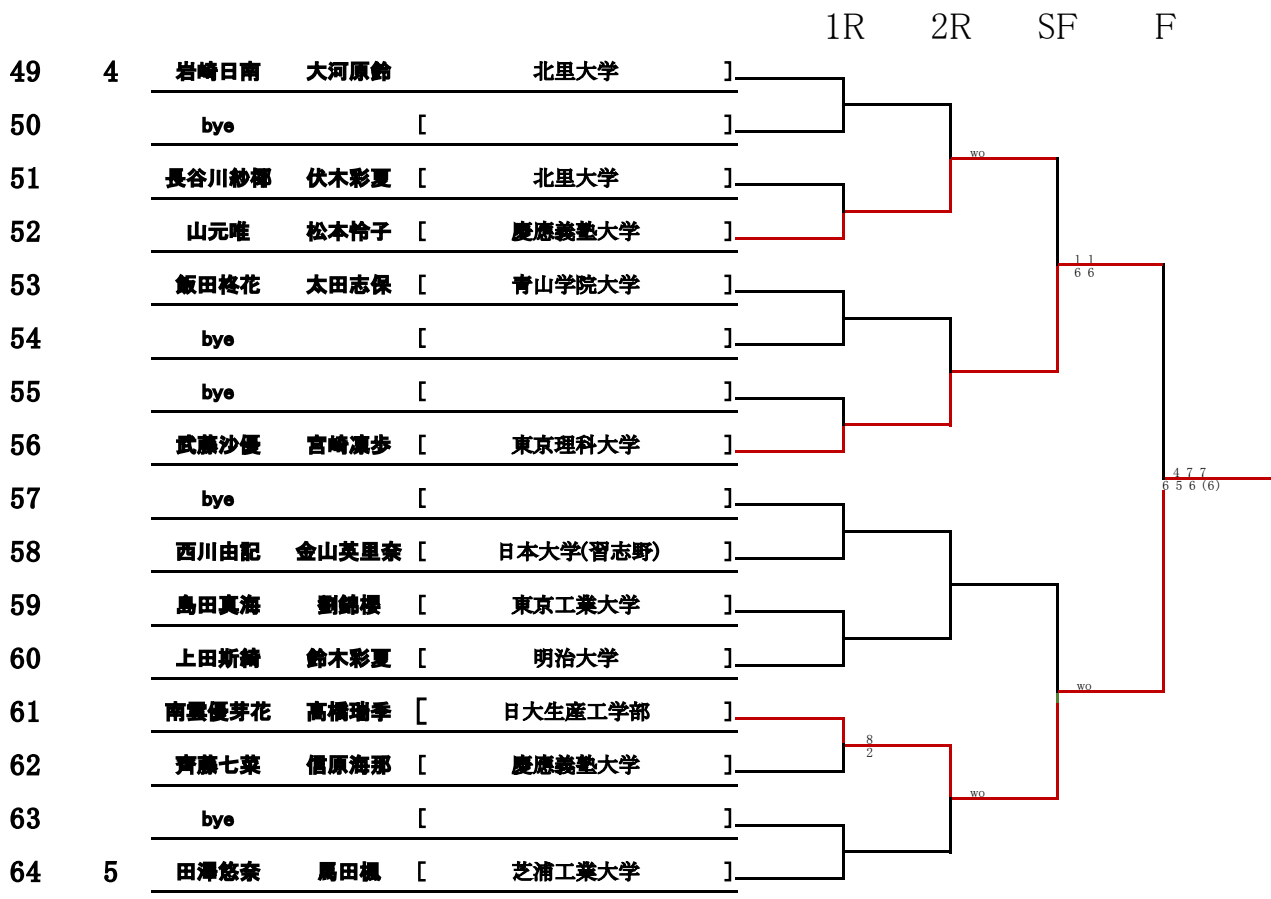 1R 2R SF F
49 4 岩崎日南 大河原鈴 北里大学 ]
50 bye [ ]
wo
51 長谷川紗椰 伏木彩夏 [ 北里大学 ]
52 山元唯 松本怜子 [ 慶應義塾大学 ]
1 1
6 6
53 飯田柊花 太田志保 [ 青山学院大学 ]
54 bye [ ]
55 bye [ ]
56 武藤沙優 宮崎凛歩 [ 東京理科大学 ]
4 7 7
6 5 6 (6)
57 bye [ ]
58 西川由記 金山英里奈 [ 日本大学(習志野) ]
59 島田真海 劉錦櫻 [ 東京工業大学 ]
60 上田斯綺 鈴木彩夏 [ 明治大学 ]
wo
61 南雲優芽花 髙橋瑞季 [ 日大生産工学部 ]
8
2
62 齊藤七菜 信原海那 [ 慶應義塾大学 ]
wo
63 bye [ ]
64 5 田澤悠奈 馬田楓 [ 芝浦工業大学 ]